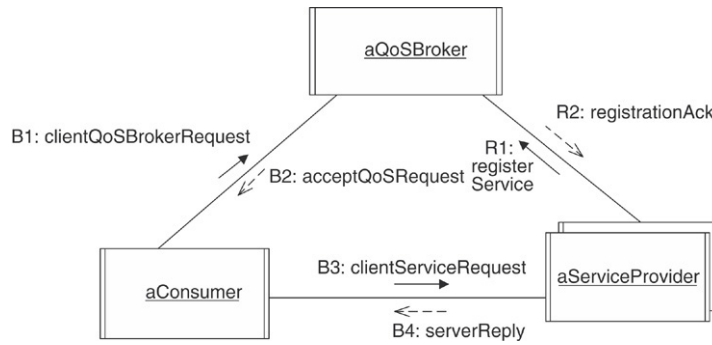 aQoSBroker
R2: registrationAck
B1: clientQoSBrokerRequest
R1:
register
Service
B2: acceptQoSRequest
B3: clientServiceRequest
aConsumer
aServiceProvider
B4: serverReply